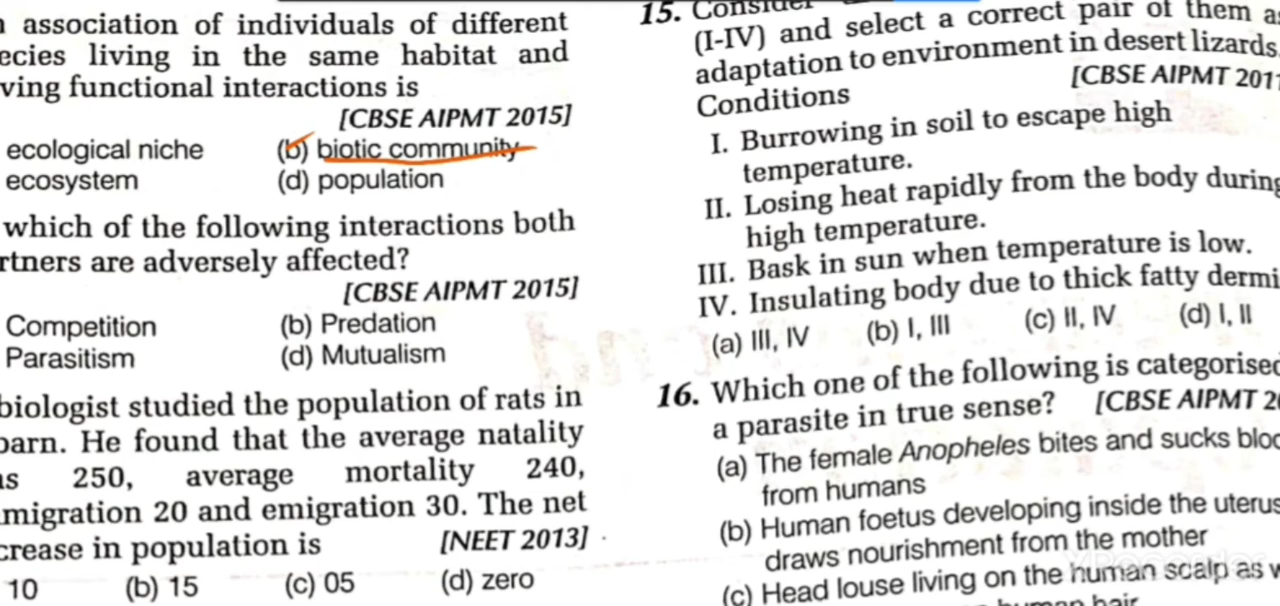 association of individuals of different
ecies living in the same habitat and
ving functional interactions is
[CBSE AIPMT 2015]
ecological niche (b) biotic community
ecosystem (d) population
which of the following interactions both
rtners are adversely affected?
[CBSE AIPMT 2015]
Competition (b) Predation
Parasitism (d) Mutualism
biologist studied the population of rats in
barn. He found that the average natality
as 250, average mortality 240,
migration 20 and emigration 30. The net
crease in population is [NEET 2013]
10 (b) 15 (c) 05 (d) zero
15. Consider
(I-IV) and select a correct pair of them as
adaptation to environment in desert lizards.
[CBSE AIPMT 2011
Conditions
I. Burrowing in soil to escape high
temperature.
II. Losing heat rapidly from the body during
high temperature.
III. Bask in sun when temperature is low.
IV. Insulating body due to thick fatty dermi
(a) III, IV (b) I, III (c) II, IV (d) I, II
16. Which one of the following is categorised
a parasite in true sense? [CBSE AIPMT 20
(a) The female Anopheles bites and sucks bloo
from humans
(b) Human foetus developing inside the uterus
draws nourishment from the mother
(c) Head louse living on the human scalp as w
human hair